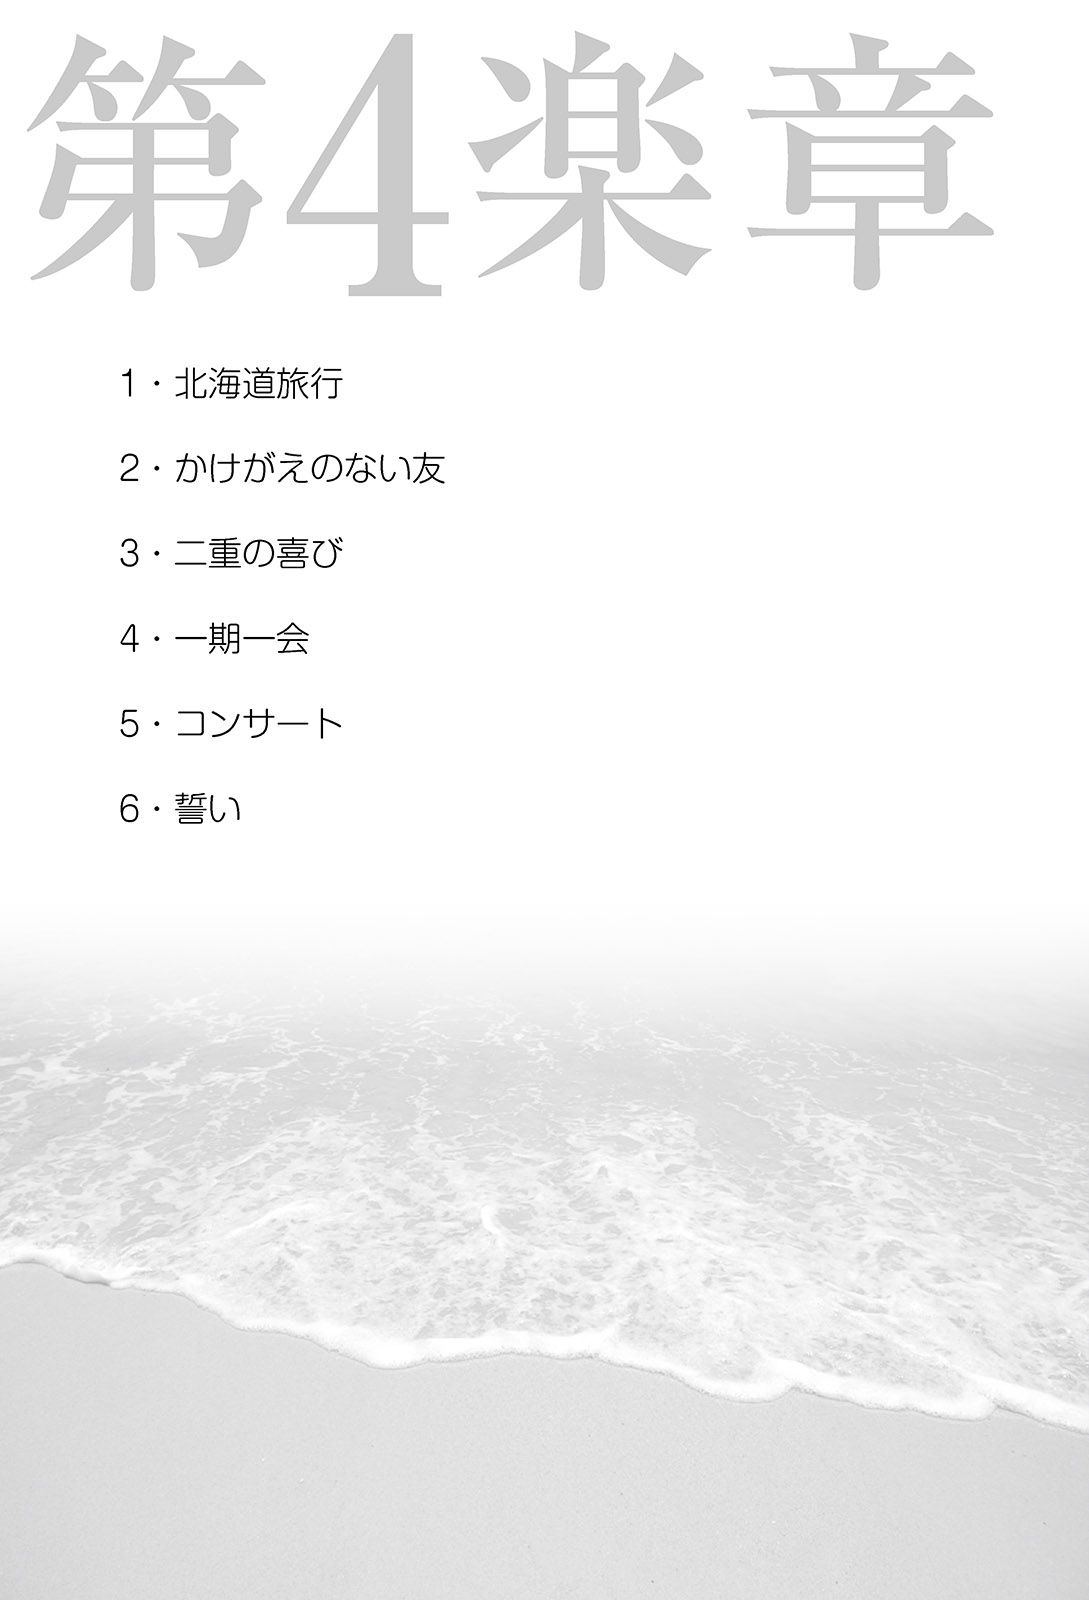 第4楽章
1・北海道旅行
2・かけがえのない友
3・二重の喜び
4・一期一会
5・コンサート
6・誓い